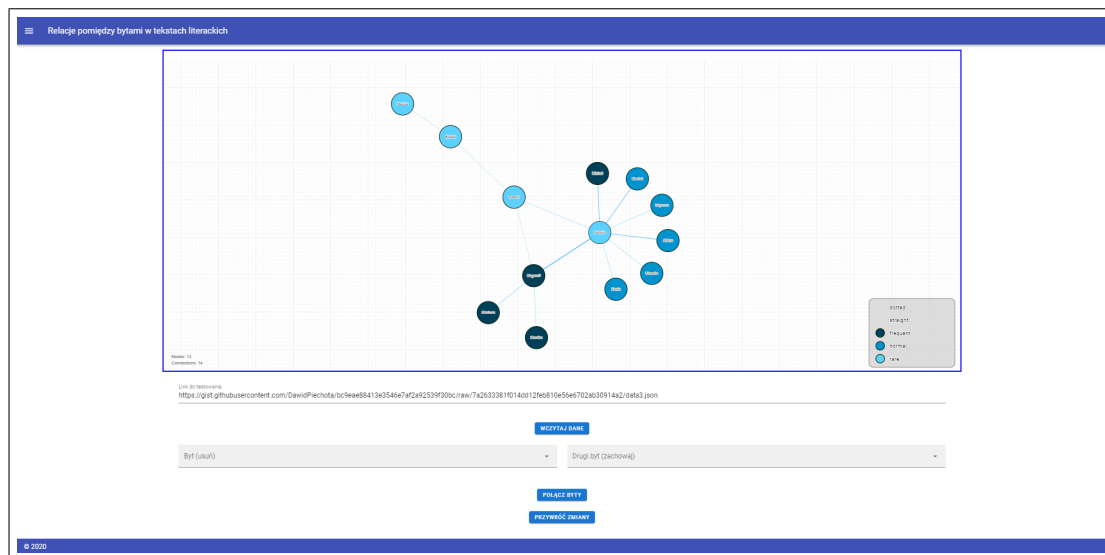 Relacje pomiędzy bytami w tekstach literackich
dotted
straight
frequent
normal
rare
Nodes: 13
Connections: 14
Link do testowania
https://gist.githubusercontent.com/DawidPiechota/bc9eae88413e3546e7af2a92539f30bc/raw/7a2633381f014dd12feb810e56e6702ab30914a2/data3.json
WCZYTAJ DANE
Byt (usuń)
Drugi byt (zachowaj)
POŁĄCZ BYTY
PRZYWRÓĆ ZMIANY
© 2020